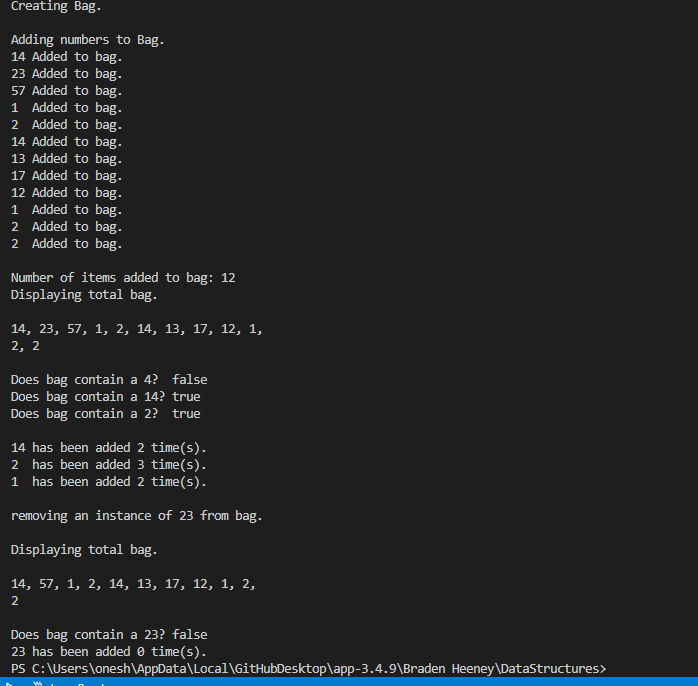 Creating Bag.
Adding numbers to Bag.
14 Added to bag.
23 Added to bag.
57 Added to bag.
1  Added to bag.
2  Added to bag.
14 Added to bag.
13 Added to bag.
17 Added to bag.
12 Added to bag.
1  Added to bag.
2  Added to bag.
2  Added to bag.
Number of items added to bag: 12
Displaying total bag.
14, 23, 57, 1, 2, 14, 13, 17, 12, 1,
2, 2
Does bag contain a 4?  false
Does bag contain a 14? true
Does bag contain a 2?  true
14 has been added 2 time(s).
2  has been added 3 time(s).
1  has been added 2 time(s).
removing an instance of 23 from bag.
Displaying total bag.
14, 57, 1, 2, 14, 13, 17, 12, 1, 2,
2
Does bag contain a 23? false
23 has been added 0 time(s).
PS C:\Users\onesh\AppData\Local\GitHubDesktop\app-3.4.9\Braden Heeney\DataStructures>